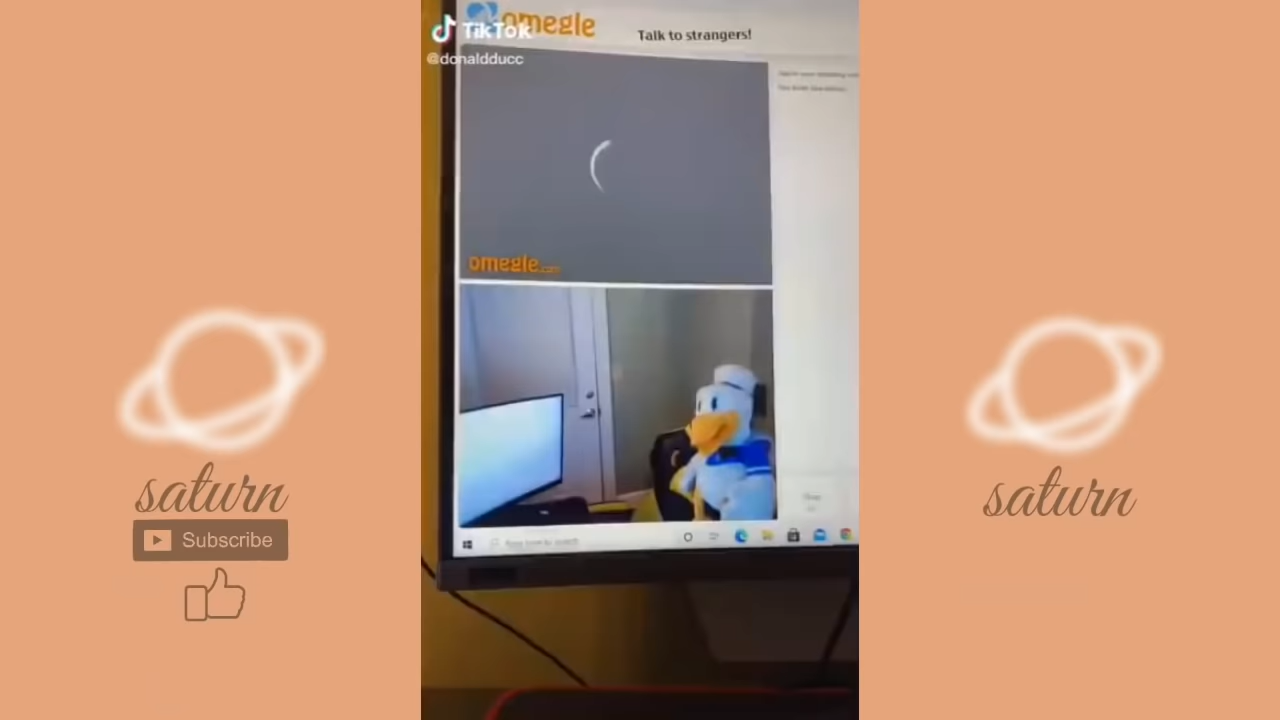 omegle
Talk to strangers!
TikTok
@donaldducc
omegle.com
saturn
Subscribe
saturn